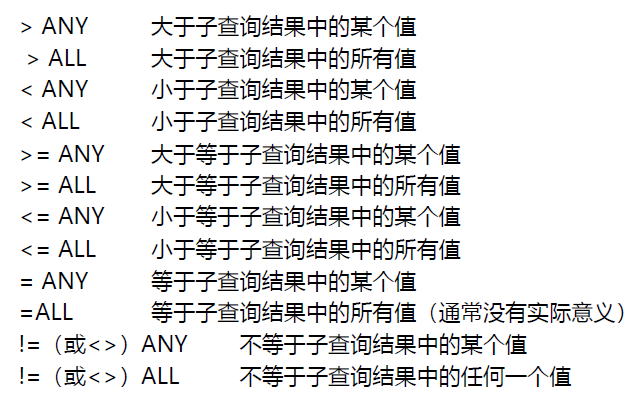 > ANY 大于子查询结果中的某个值
> ALL 大于子查询结果中的所有值
< ANY 小于子查询结果中的某个值
< ALL 小于子查询结果中的所有值
>= ANY 大于等于子查询结果中的某个值
>= ALL 大于等于子查询结果中的所有值
<= ANY 小于等于子查询结果中的某个值
<= ALL 小于等于子查询结果中的所有值
= ANY 等于子查询结果中的某个值
=ALL 等于子查询结果中的所有值（通常没有实际意义）
!=（或<>）ANY 不等于子查询结果中的某个值
!=（或<>）ALL 不等于子查询结果中的任何一个值